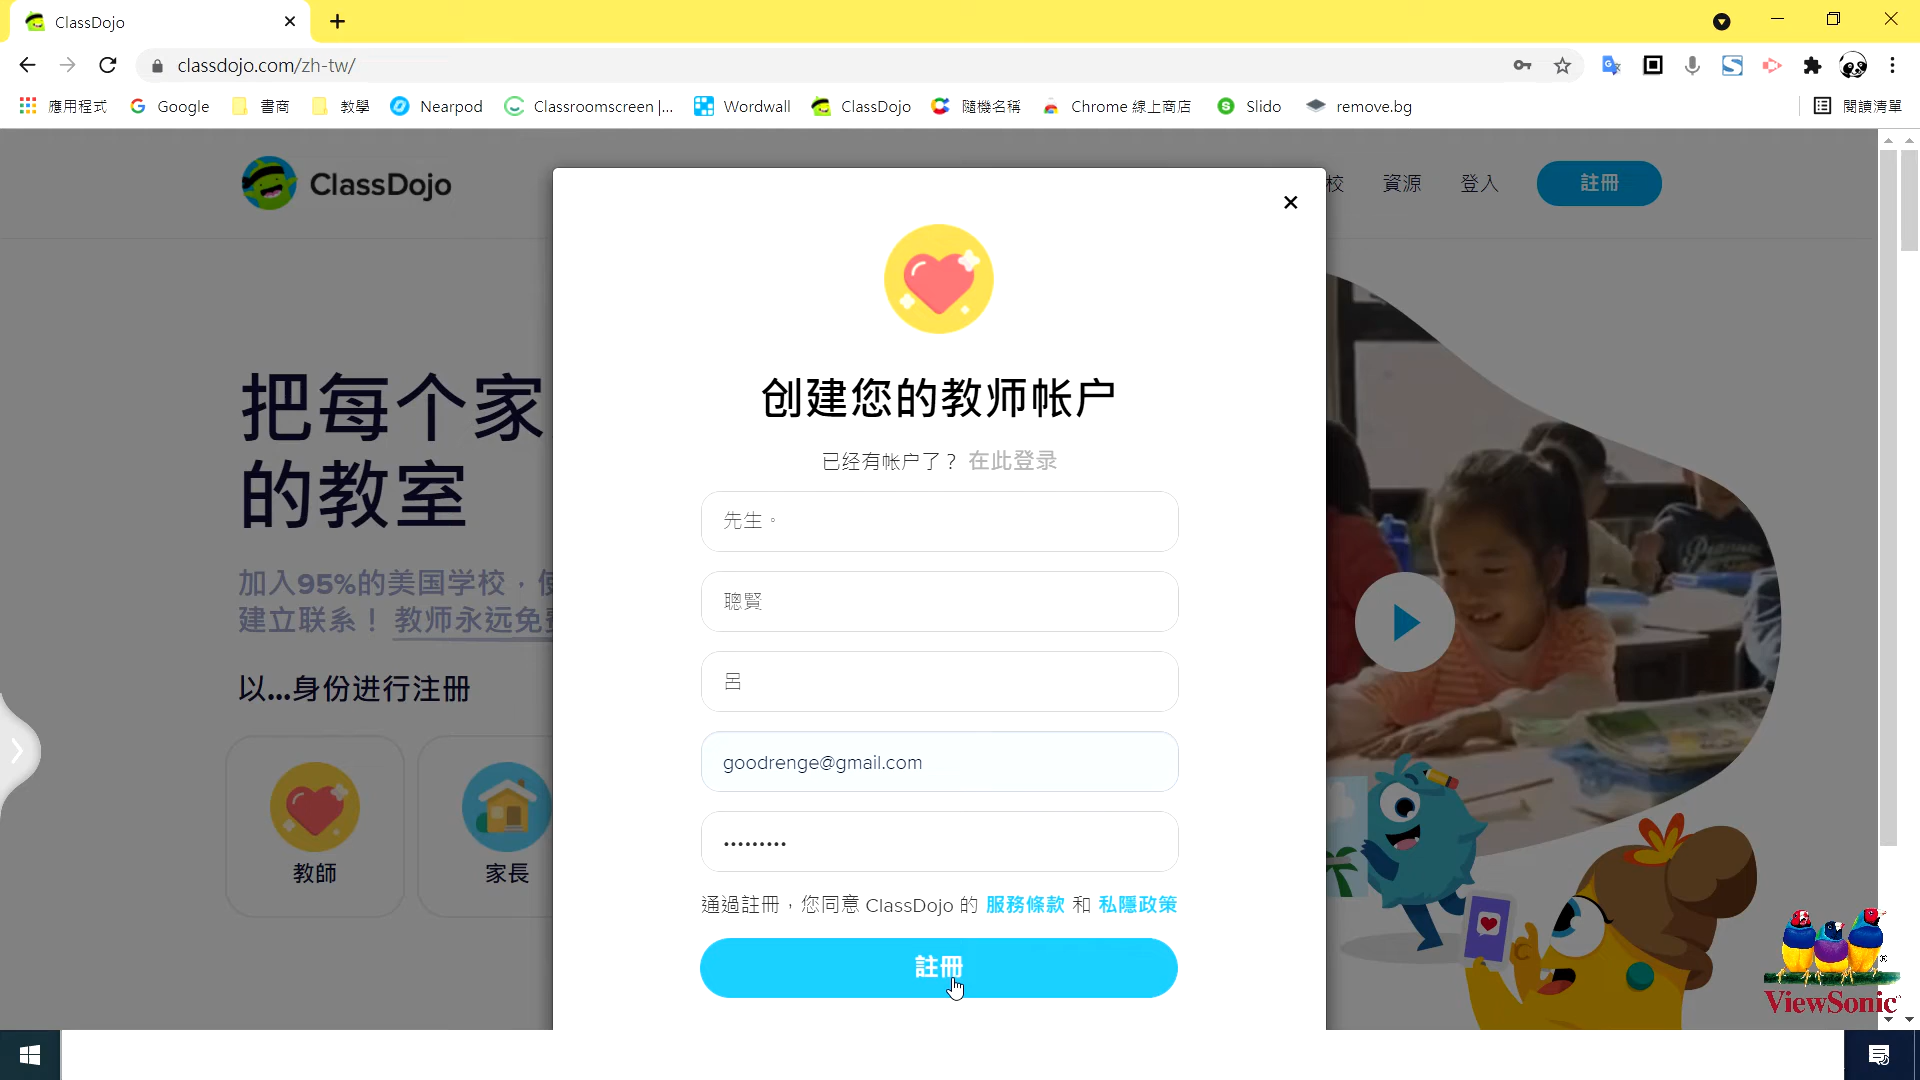 ClassDojo
classdojo.com/zh-tw/
應用程式 Google 書商 教學 Nearpod Classroomscreen |... Wordwall ClassDojo 隨機名稱 Chrome 線上商店 Slido remove.bg 閱讀清單
ClassDojo
校 資源 登入 註冊
创建您的教师帐户
已经有帐户了? 在此登录
先生。
聰賢
呂
goodrenge@gmail.com
•••••••••
通過註冊,您同意 ClassDojo 的 服務條款 和 私隱政策
註冊
把每个家
的教室
加入95%的美国学校,使
建立联系! 教师永远免费
以...身份进行注册
教師
家長
ViewSonic